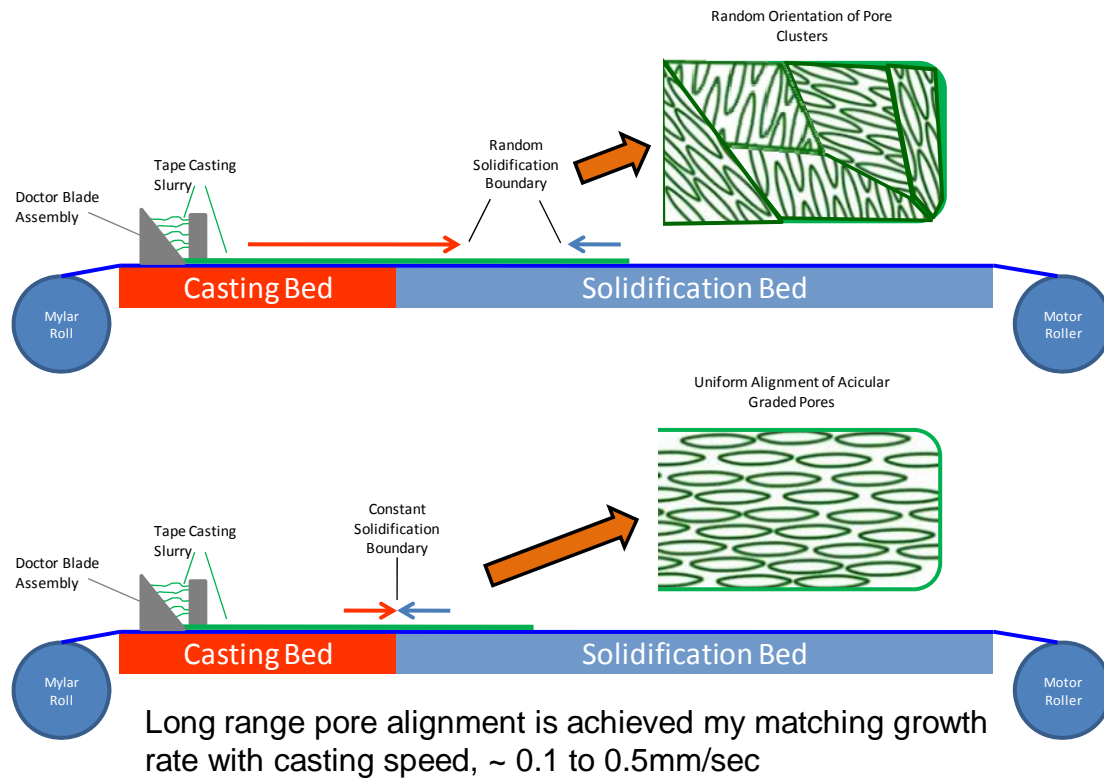 Random Orientation of Pore
Clusters
Random
Solidification
Boundary
Tape Casting
Slurry
Doctor Blade
Assembly
Casting Bed
Solidification Bed
Mylar
Roll
Motor
Roller
Uniform Alignment of Acicular
Graded Pores
Constant
Solidification
Boundary
Tape Casting
Slurry
Doctor Blade
Assembly
Casting Bed
Solidification Bed
Mylar
Roll
Motor
Roller
Long range pore alignment is achieved my matching growth
rate with casting speed, ~ 0.1 to 0.5mm/sec